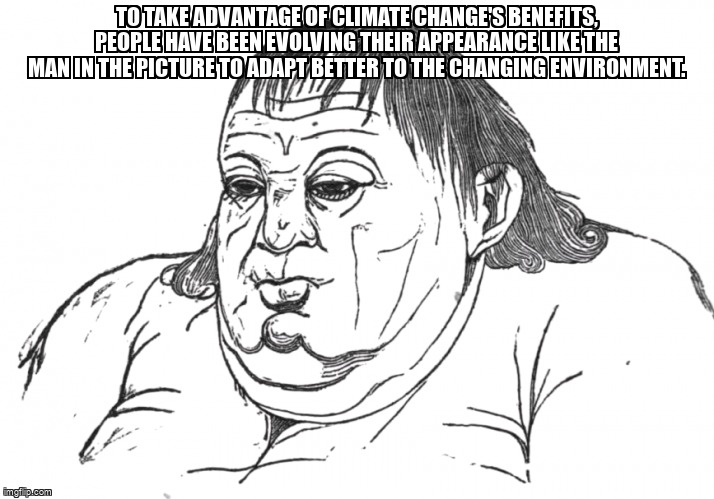 TO TAKE ADVANTAGE OF CLIMATE CHANGE'S BENEFITS,
PEOPLE HAVE BEEN EVOLVING THEIR APPEARANCE LIKE THE
MAN IN THE PICTURE TO ADAPT BETTER TO THE CHANGING ENVIRONMENT.
imgflip.com